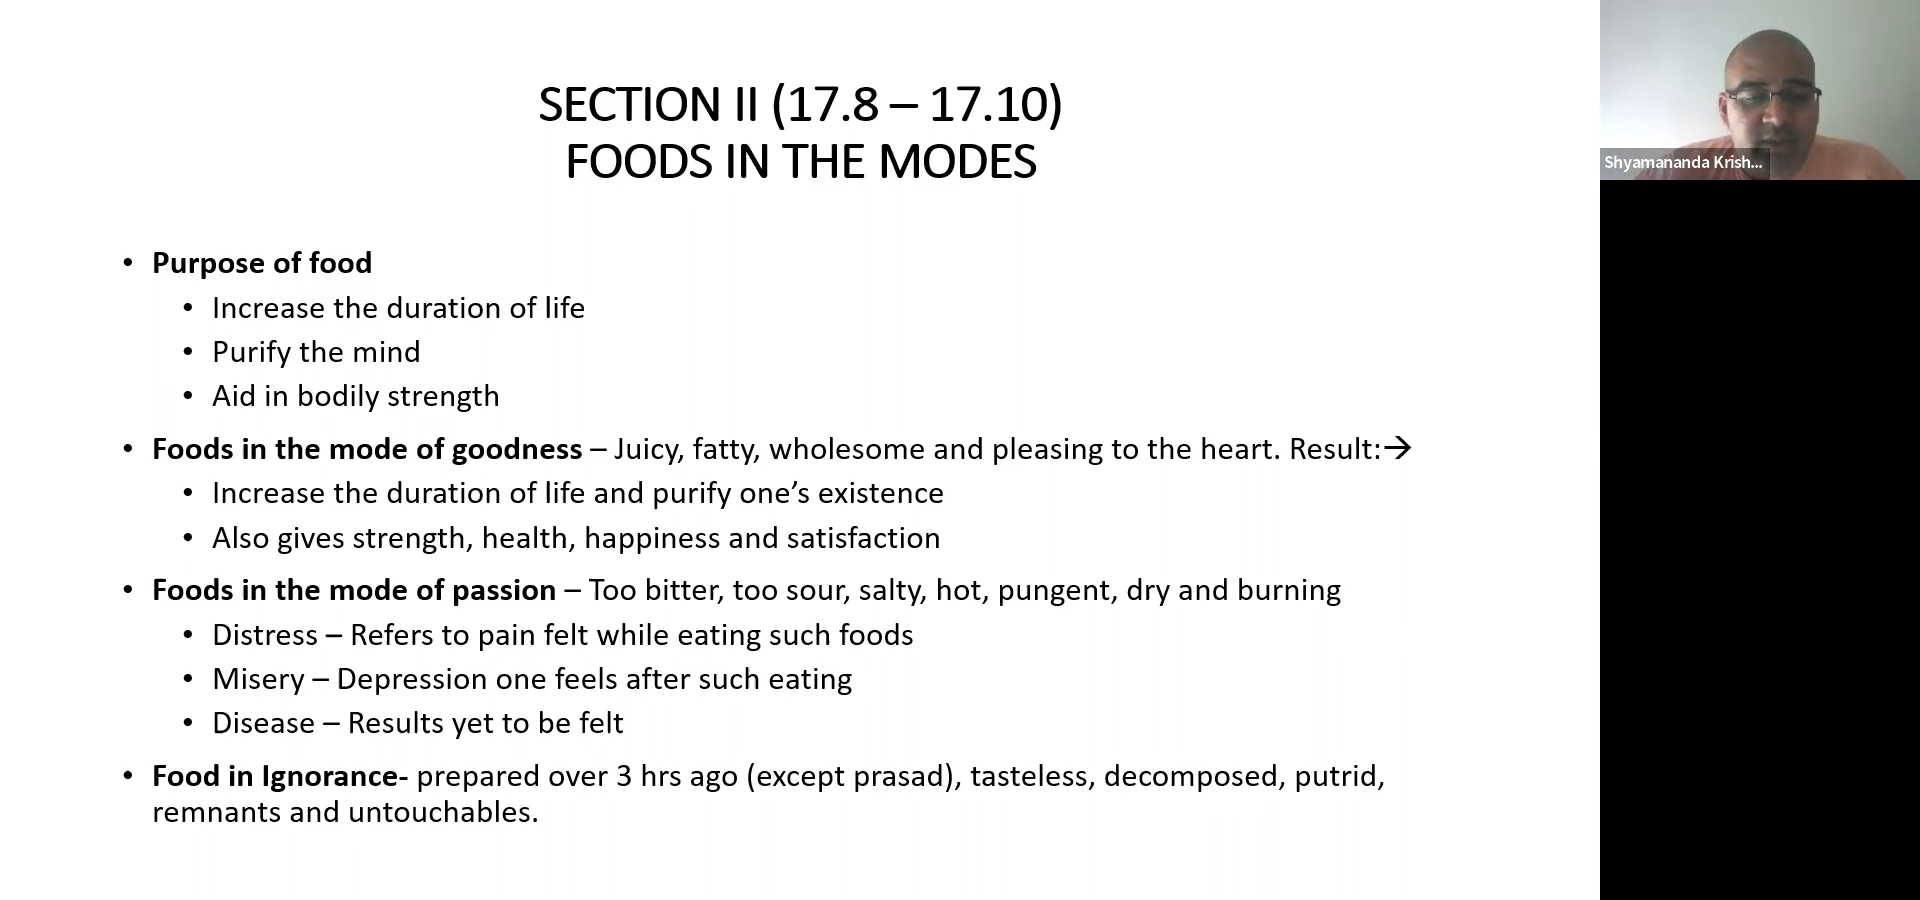 SECTION II (17.8 – 17.10)
FOODS IN THE MODES
• Purpose of food
• Increase the duration of life
• Purify the mind
• Aid in bodily strength
• Foods in the mode of goodness – Juicy, fatty, wholesome and pleasing to the heart. Result:→
• Increase the duration of life and purify one’s existence
• Also gives strength, health, happiness and satisfaction
• Foods in the mode of passion – Too bitter, too sour, salty, hot, pungent, dry and burning
• Distress – Refers to pain felt while eating such foods
• Misery – Depression one feels after such eating
• Disease – Results yet to be felt
• Food in Ignorance- prepared over 3 hrs ago (except prasad), tasteless, decomposed, putrid,
remnants and untouchables.
Shyamananda Krish...